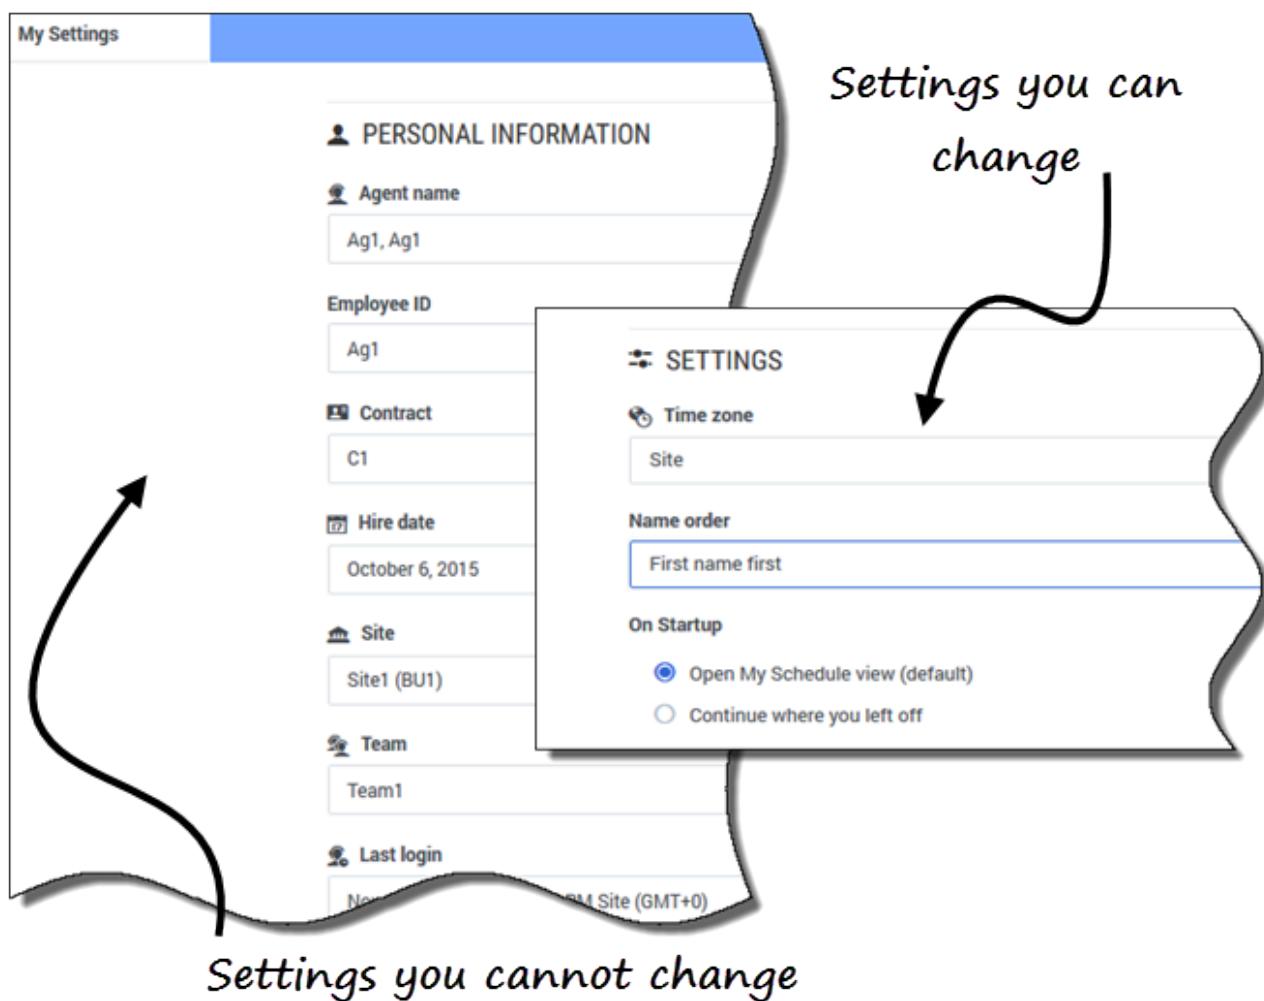 My Settings
Settings you can
change
PERSONAL INFORMATION
Agent name
Ag1, Ag1
Employee ID
Ag1
Contract
C1
Hire date
October 6, 2015
Site
Site1 (BU1)
Team
Team1
Last login
PM Site (GMT+0)
SETTINGS
Time zone
Site
Name order
First name first
On Startup
Open My Schedule view (default)
Continue where you left off
Settings you cannot change